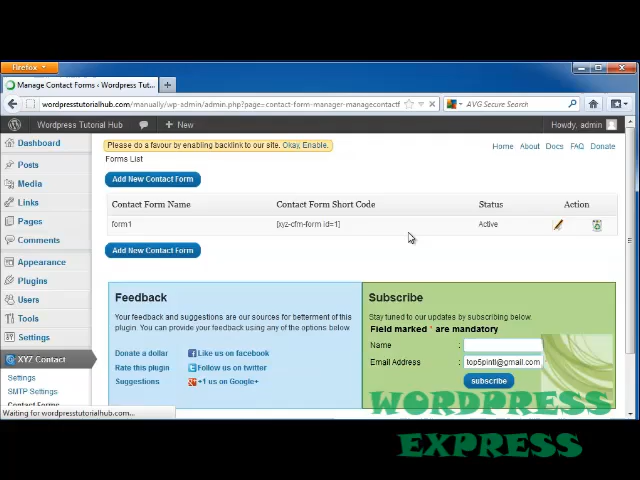 Firefox
Manage Contact Forms ‹ Wordpress Tut...
wordpresstutorialhub.com/manually/wp-admin/admin.php?page=contact-form-manager-managecontactf
AVG Secure Search
Wordpress Tutorial Hub
+ New
Howdy, admin
Dashboard
Posts
Media
Links
Pages
Comments
Appearance
Plugins
Users
Tools
Settings
XYZ Contact
Settings
SMTP Settings
Contact Forms
Please do a favour by enabling backlink to our site. Okay, Enable.
Home About Docs FAQ Donate
Forms List
Add New Contact Form
Contact Form Name Contact Form Short Code Status Action
form1 [xyz-cfm-form id=1] Active
Add New Contact Form
Feedback
Your feedback and suggestions are our sources for betterment of this
plugin. You can provide your feedback using any of the options below.
Donate a dollar Like us on facebook
Rate this plugin Follow us on twitter
Suggestions +1 us on Google+
Subscribe
Stay tuned to our updates by subscribing below.
Field marked * are mandatory
Name :
Email Address : top5pintl@gmail.com
subscribe
Waiting for wordpresstutorialhub.com...
WORDPRESS
EXPRESS